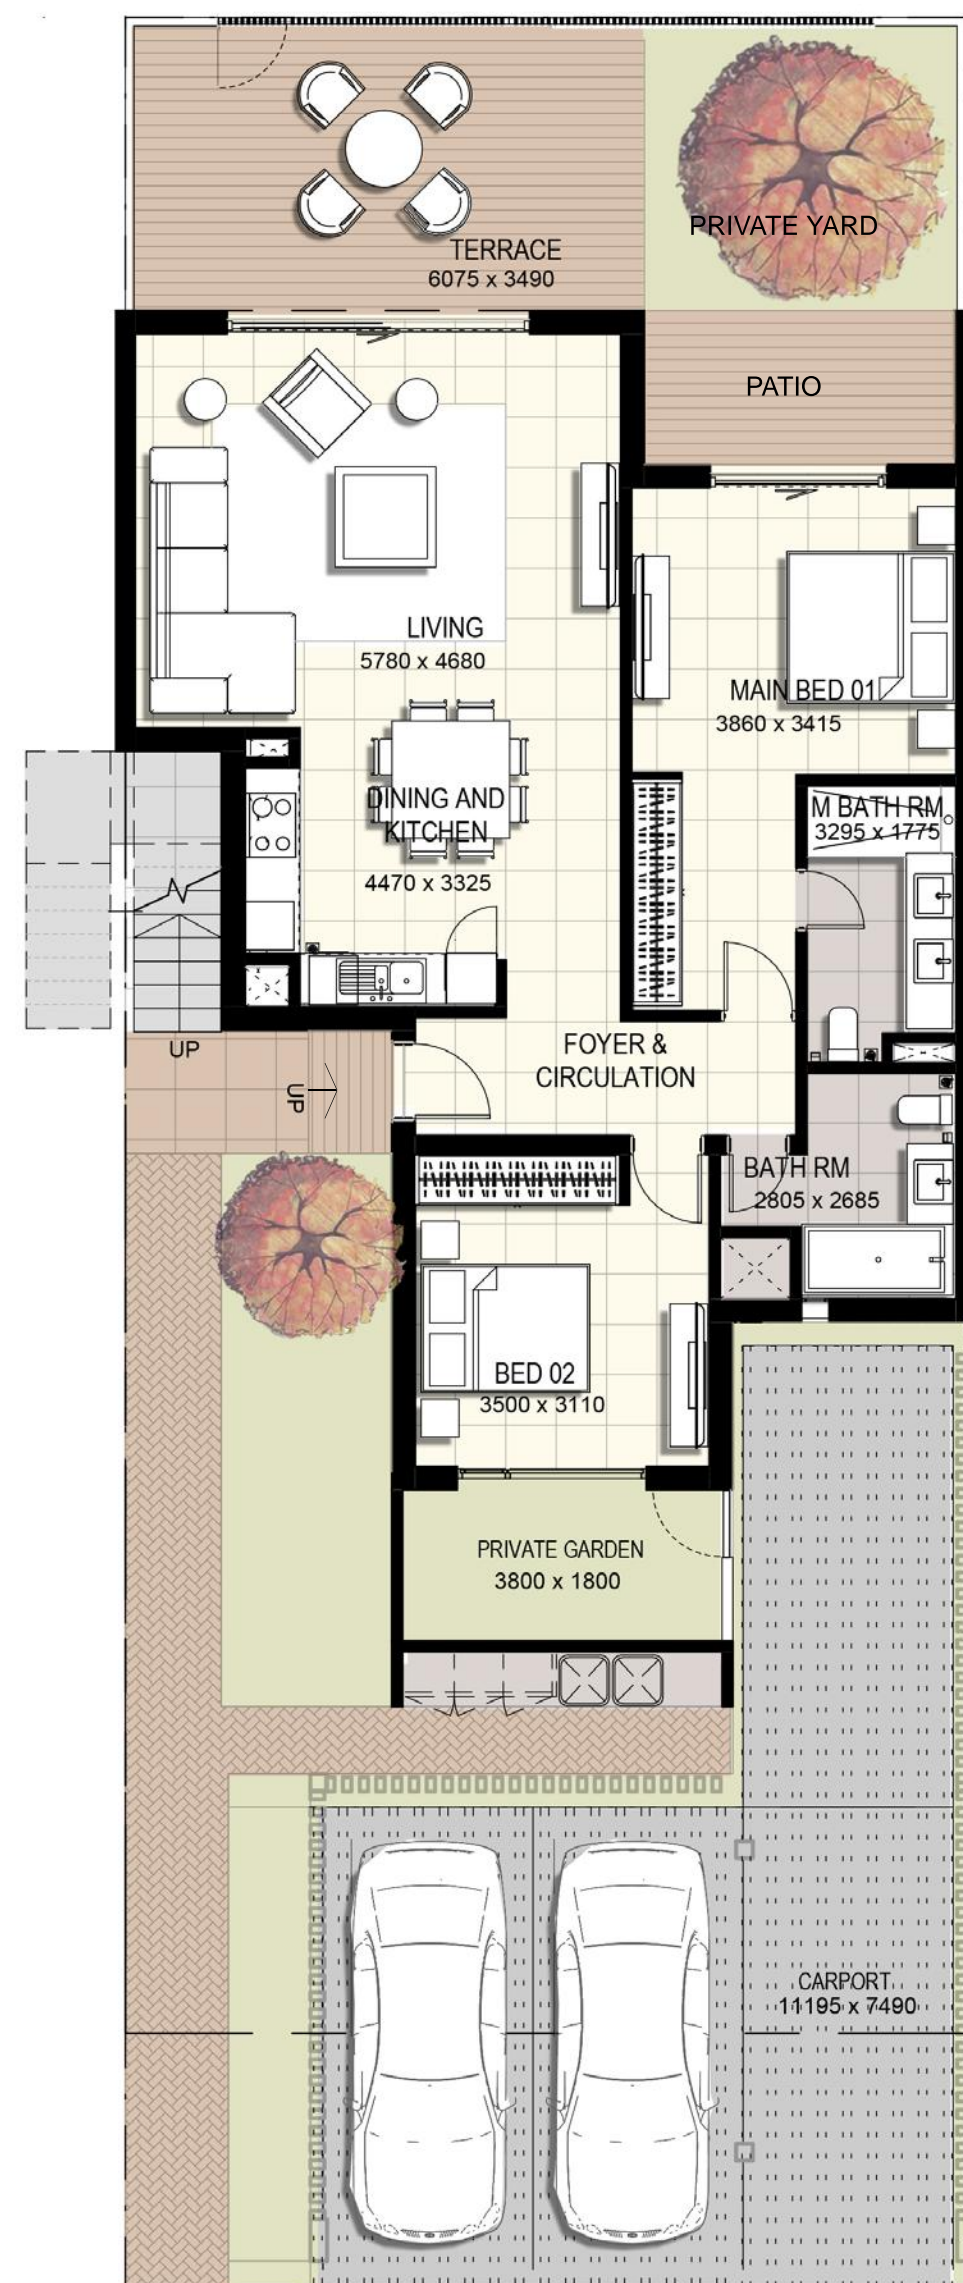 PRIVATE YARD
TERRACE
6075 x 3490
PATIO
LIVING
5780 x 4680
MAIN BED 01
3860 x 3415
DINING AND
KITCHEN
4470 x 3325
M BATH RM
3295 x 1775
UP
UP
FOYER &
CIRCULATION
BATH RM
2805 x 2685
BED 02
3500 x 3110
PRIVATE GARDEN
3800 x 1800
CARPORT
11195 x 7490